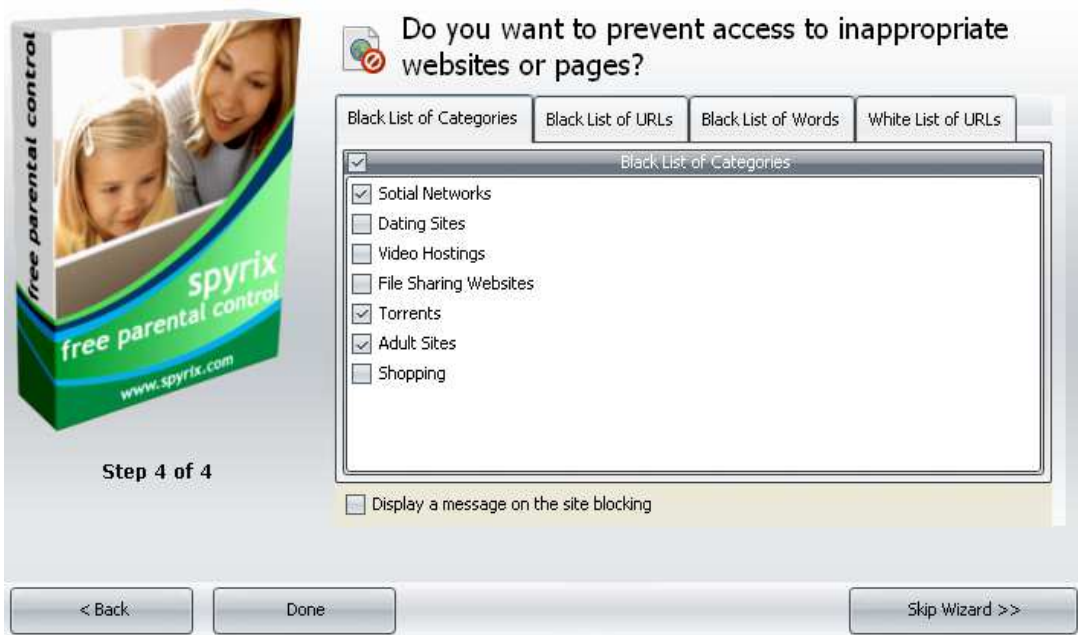 free parental control
spyrix
free parental control
www.spyrix.com
Step 4 of 4
Do you want to prevent access to inappropriate
websites or pages?
Black List of Categories
Black List of URLs
Black List of Words
White List of URLs
Black List of Categories
Sotial Networks
Dating Sites
Video Hostings
File Sharing Websites
Torrents
Adult Sites
Shopping
Display a message on the site blocking
< Back
Done
Skip Wizard >>